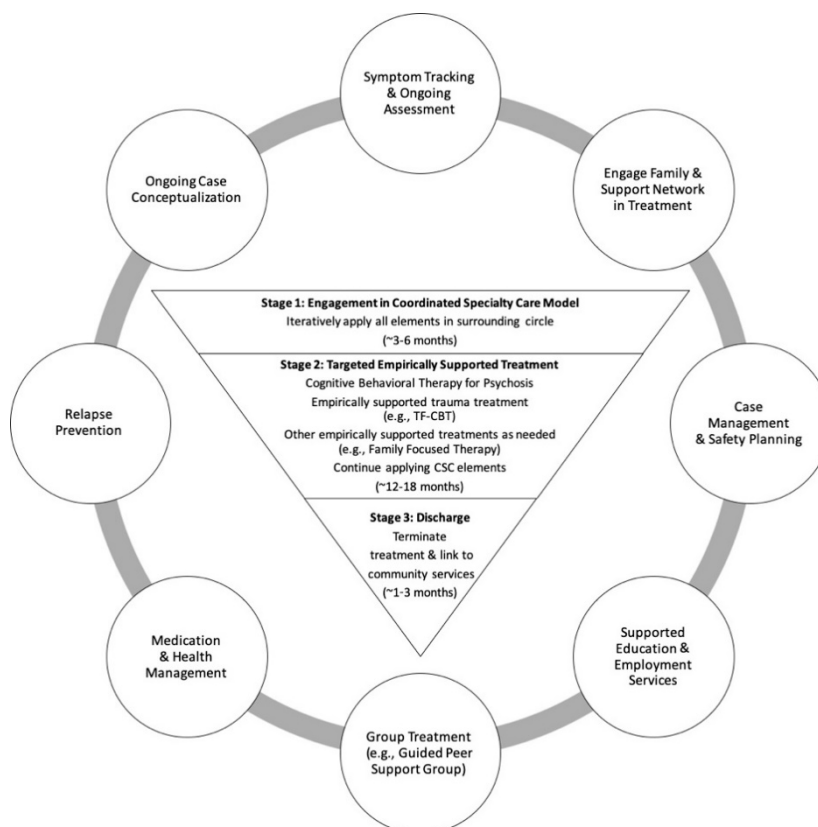 Symptom Tracking
& Ongoing
Assessment
Ongoing Case
Conceptualization
Engage Family &
Support Network
in Treatment
Stage 1: Engagement in Coordinated Specialty Care Model
Iteratively apply all elements in surrounding circle
(~3-6 months)
Stage 2: Targeted Empirically Supported Treatment
Cognitive Behavioral Therapy for Psychosis
Empirically supported trauma treatment
(e.g., TF-CBT)
Other empirically supported treatments as needed
(e.g., Family Focused Therapy)
Continue applying CSC elements
(~12-18 months)
Stage 3: Discharge
Terminate
treatment & link to
community services
(~1-3 months)
Relapse
Prevention
Case
Management
& Safety Planning
Medication
& Health
Management
Supported
Education &
Employment
Services
Group Treatment
(e.g., Guided Peer
Support Group)